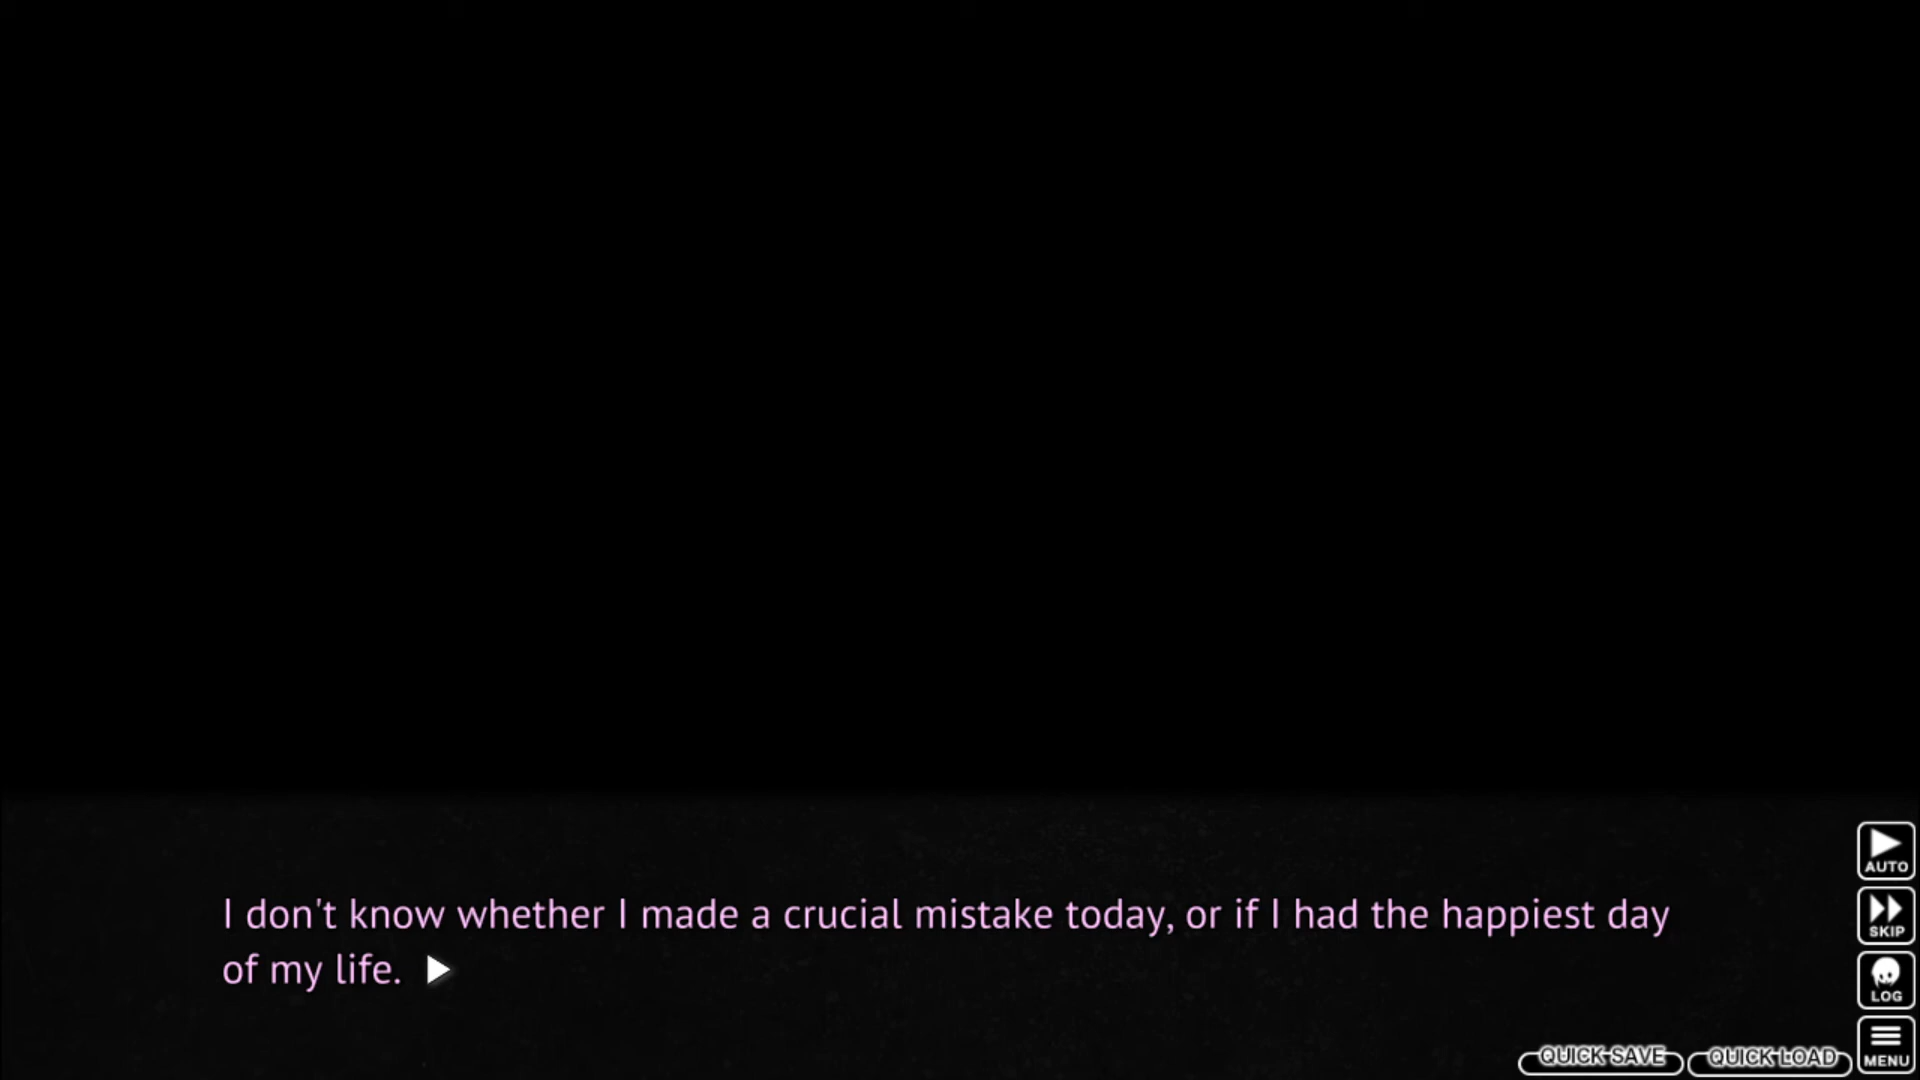 I don't know whether I made a crucial mistake today, or if I had the happiest day
of my life.
AUTO
SKIP
LOG
MENU
QUICK SAVE QUICK LOAD